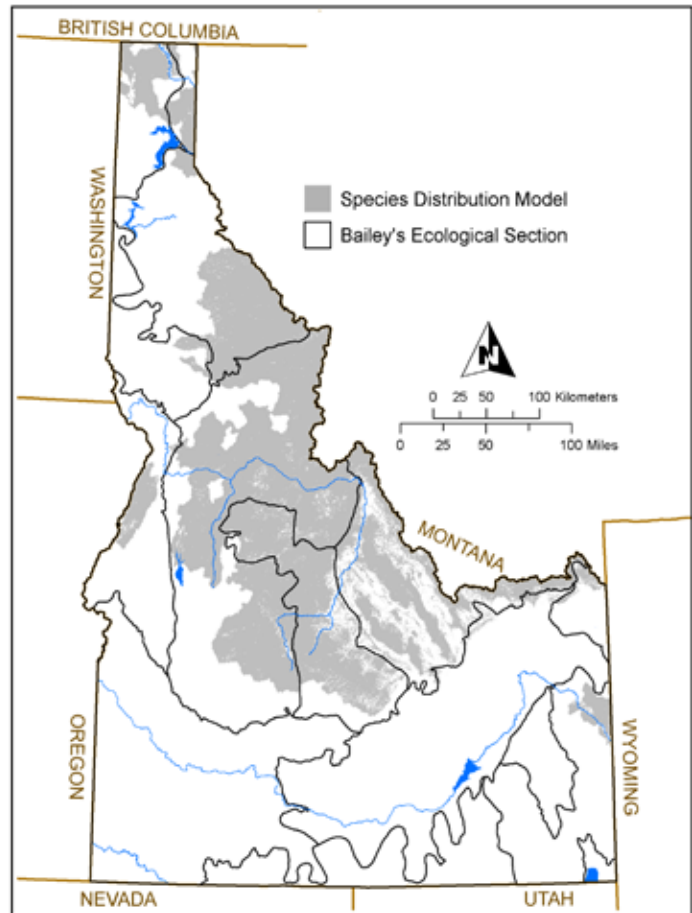 BRITISH COLUMBIA
WASHINGTON
Species Distribution Model
Bailey's Ecological Section
N
0 25 50 100 Kilometers
0 25 50 100 Miles
MONTANA
OREGON
WYOMING
NEVADA
UTAH